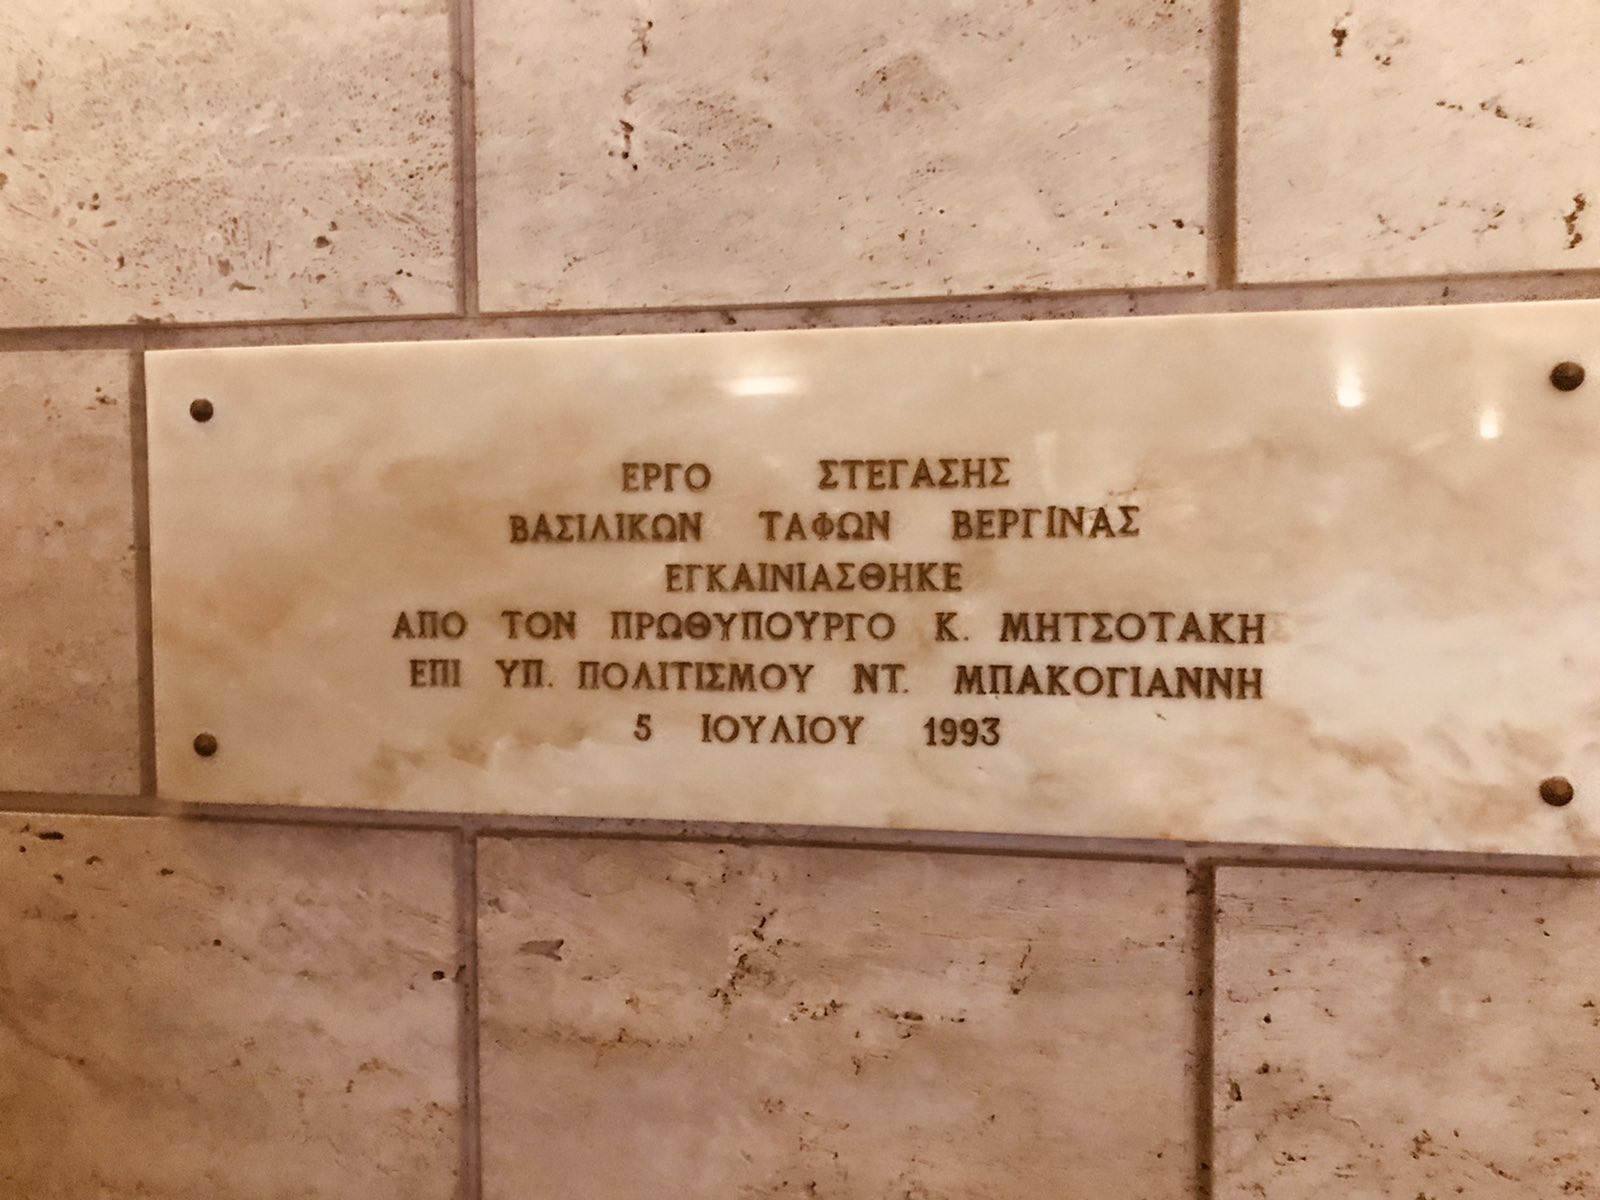 ΕΡΓΟ ΣΤΕΓΑΣΗΣ
ΒΑΣΙΛΙΚΩΝ ΤΑΦΩΝ ΒΕΡΓΙΝΑΣ
ΕΓΚΑΙΝΙΑΣΘΗΚΕ
ΑΠΟ ΤΟΝ ΠΡΩΘΥΠΟΥΡΓΟ Κ. ΜΗΤΣΟΤΑΚΗ
ΕΠΙ ΥΠ. ΠΟΛΙΤΙΣΜΟΥ ΝΤ. ΜΠΑΚΟΓΙΑΝΝΗ
5 ΙΟΥΛΙΟΥ 1993